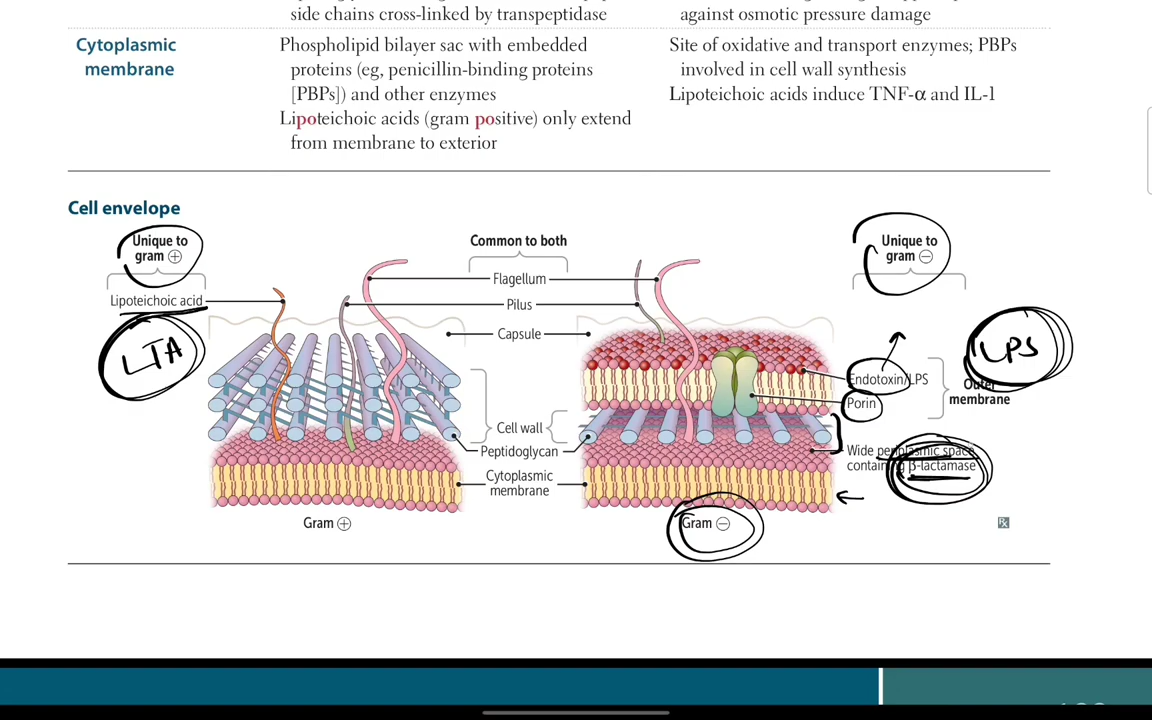 side chains cross-linked by transpeptidase
against osmotic pressure damage
Cytoplasmic
membrane
Phospholipid bilayer sac with embedded
proteins (eg, penicillin-binding proteins
[PBPs]) and other enzymes
Lipoteichoic acids (gram positive) only extend
from membrane to exterior
Site of oxidative and transport enzymes; PBPs
involved in cell wall synthesis
Lipoteichoic acids induce TNF-α and IL-1
Cell envelope
Unique to
gram +
Common to both
Unique to
gram −
Lipoteichoic acid
LTA
Flagellum
Pilus
Capsule
Cell wall
Peptidoglycan
Cytoplasmic
membrane
LPS
Endotoxin/LPS
Porin
Outer
membrane
Wide periplasmic space
containing β-lactamase
Gram +
Gram −